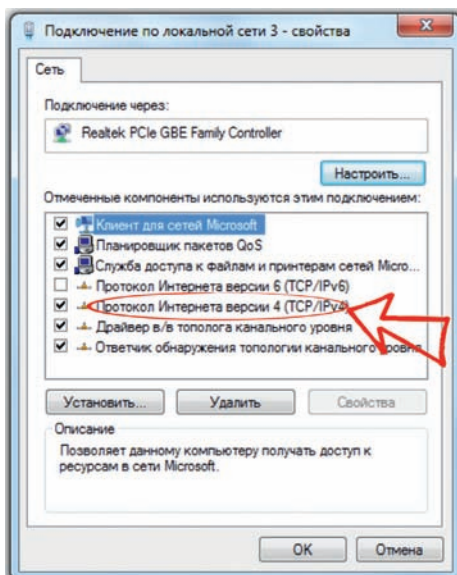 Подключение по локальной сети 3 - свойства
Сеть
Подключение через:
Realtek PCIe GBE Family Controller
Настроить...
Отмеченные компоненты используются этим подключением:
Клиент для сетей Microsoft
Планировщик пакетов QoS
Служба доступа к файлам и принтерам сетей Micro...
Протокол Интернета версии 6 (TCP/IPv6)
Протокол Интернета версии 4 (TCP/IPv4)
Драйвер в/в тополога канального уровня
Ответчик обнаружения топологии канального уровня
Установить...
Удалить
Свойства
Описание
Позволяет данному компьютеру получать доступ к
ресурсам в сети Microsoft.
OK
Отмена